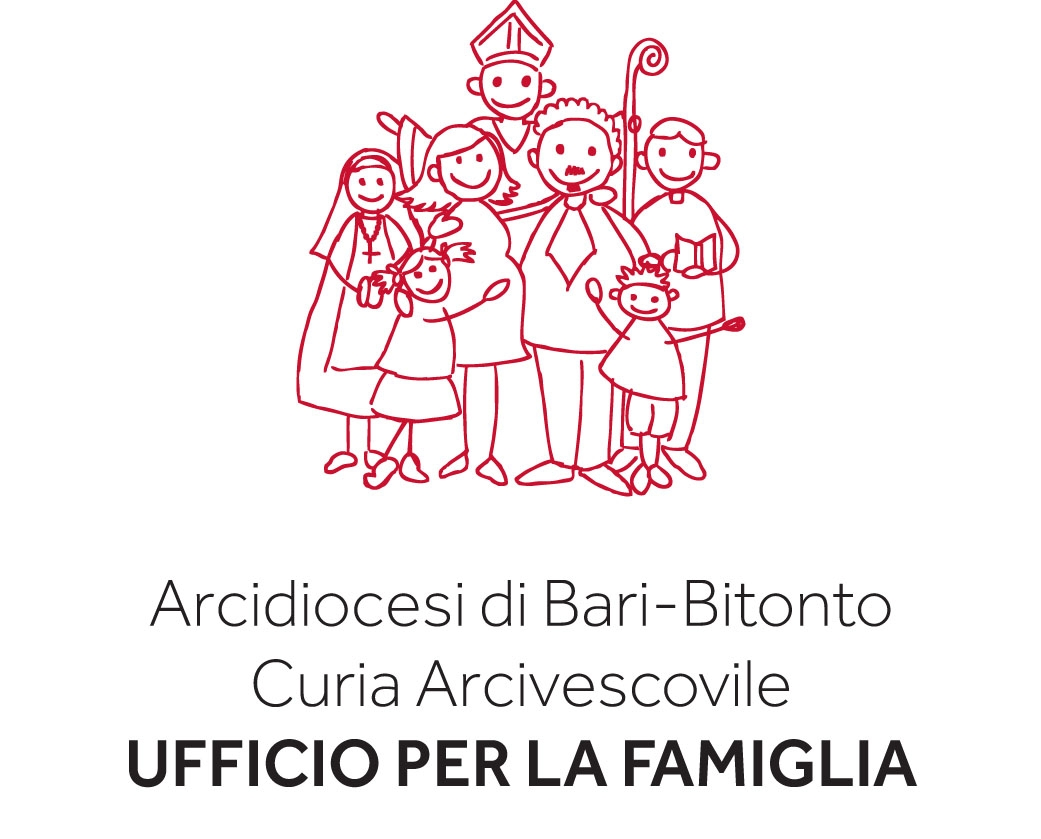 Arcidiocesi di Bari-Bitonto
Curia Arcivescovile
UFFICIO PER LA FAMIGLIA